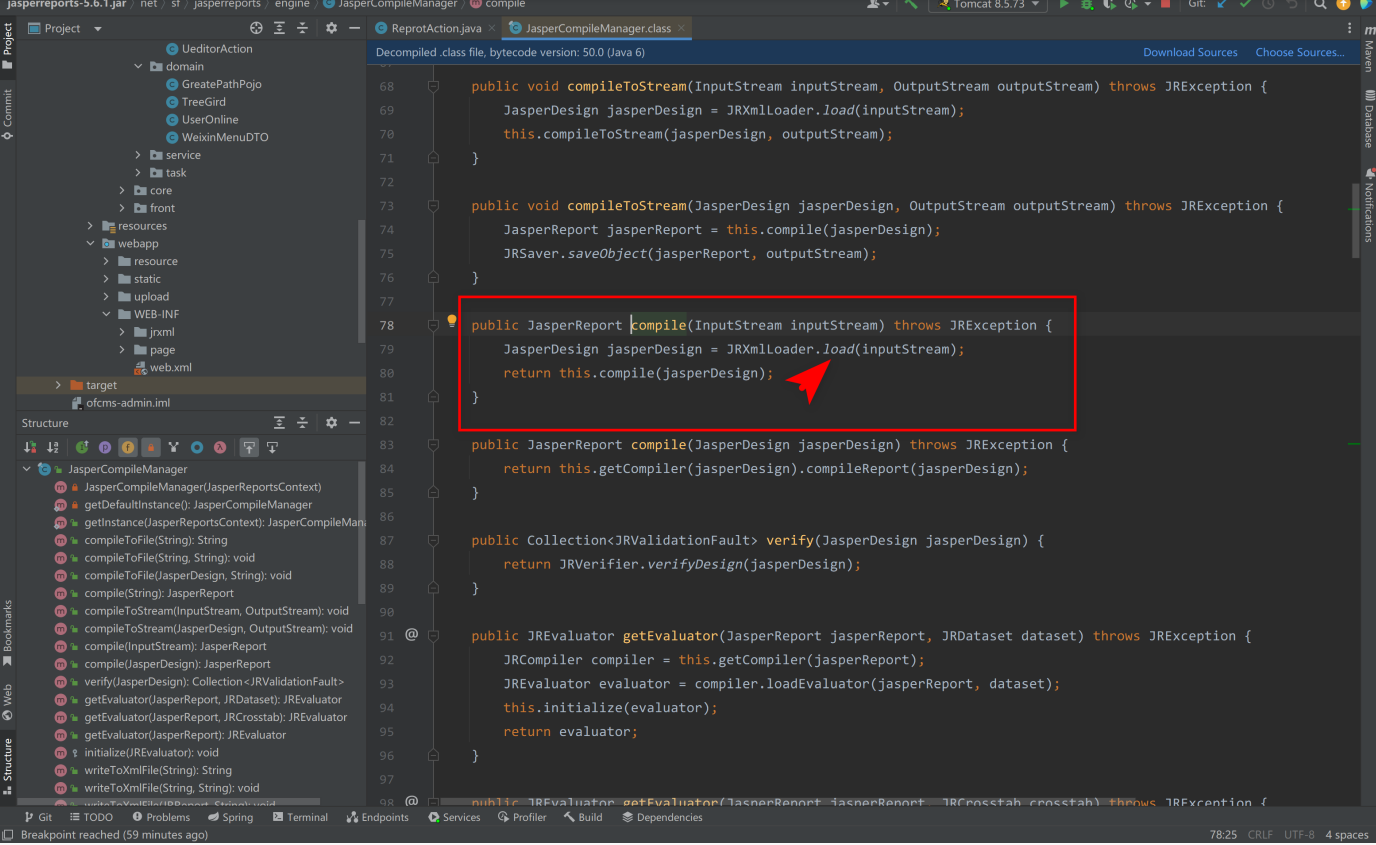 jasperreports-5.6.1.jar › net › sf › jasperreports › engine › JasperCompileManager › compile
Tomcat 8.5.73
Git:
Project
ReprotAction.java
JasperCompileManager.class
Decompiled .class file, bytecode version: 50.0 (Java 6)
Download Sources
Choose Sources...
UeditorAction
domain
GreatePathPojo
TreeGird
UserOnline
WeixinMenuDTO
service
task
core
front
resources
webapp
resource
static
upload
WEB-INF
jrxml
page
web.xml
target
ofcms-admin.iml
Structure
JasperCompileManager
JasperCompileManager(JasperReportsContext)
getDefaultInstance(): JasperCompileManager
getInstance(JasperReportsContext): JasperCompileMana
compileToFile(String): String
compileToFile(String, String): void
compileToFile(JasperDesign, String): void
compile(String): JasperReport
compileToStream(InputStream, OutputStream): void
compileToStream(JasperDesign, OutputStream): void
compile(InputStream): JasperReport
compile(JasperDesign): JasperReport
verify(JasperDesign): Collection<JRValidationFault>
getEvaluator(JasperReport, JRDataset): JREvaluator
getEvaluator(JasperReport, JRCrosstab): JREvaluator
getEvaluator(JasperReport): JREvaluator
initialize(JREvaluator): void
writeToXmlFile(String): String
writeToXmlFile(String, String): void
writeToXmlFile(JRReport, String): void
68 public void compileToStream(InputStream inputStream, OutputStream outputStream) throws JRException {
69 JasperDesign jasperDesign = JRXmlLoader.load(inputStream);
70 this.compileToStream(jasperDesign, outputStream);
71 }
72
73 public void compileToStream(JasperDesign jasperDesign, OutputStream outputStream) throws JRException {
74 JasperReport jasperReport = this.compile(jasperDesign);
75 JRSaver.saveObject(jasperReport, outputStream);
76 }
77
78 public JasperReport compile(InputStream inputStream) throws JRException {
79 JasperDesign jasperDesign = JRXmlLoader.load(inputStream);
80 return this.compile(jasperDesign);
81 }
82
83 public JasperReport compile(JasperDesign jasperDesign) throws JRException {
84 return this.getCompiler(jasperDesign).compileReport(jasperDesign);
85 }
86
87 public Collection<JRValidationFault> verify(JasperDesign jasperDesign) {
88 return JRVerifier.verifyDesign(jasperDesign);
89 }
90
91 @ public JREvaluator getEvaluator(JasperReport jasperReport, JRDataset dataset) throws JRException {
92 JRCompiler compiler = this.getCompiler(jasperReport);
93 JREvaluator evaluator = compiler.loadEvaluator(jasperReport, dataset);
94 this.initialize(evaluator);
95 return evaluator;
96 }
97
98 @ public JREvaluator getEvaluator(JasperReport jasperReport, JRCrosstab crosstab) throws JRException {
Project
Commit
Bookmarks
Web
Structure
Maven
Database
Notifications
Git
TODO
Problems
Spring
Terminal
Endpoints
Services
Profiler
Build
Dependencies
Breakpoint reached (59 minutes ago)
78:25
CRLF
UTF-8
4 spaces